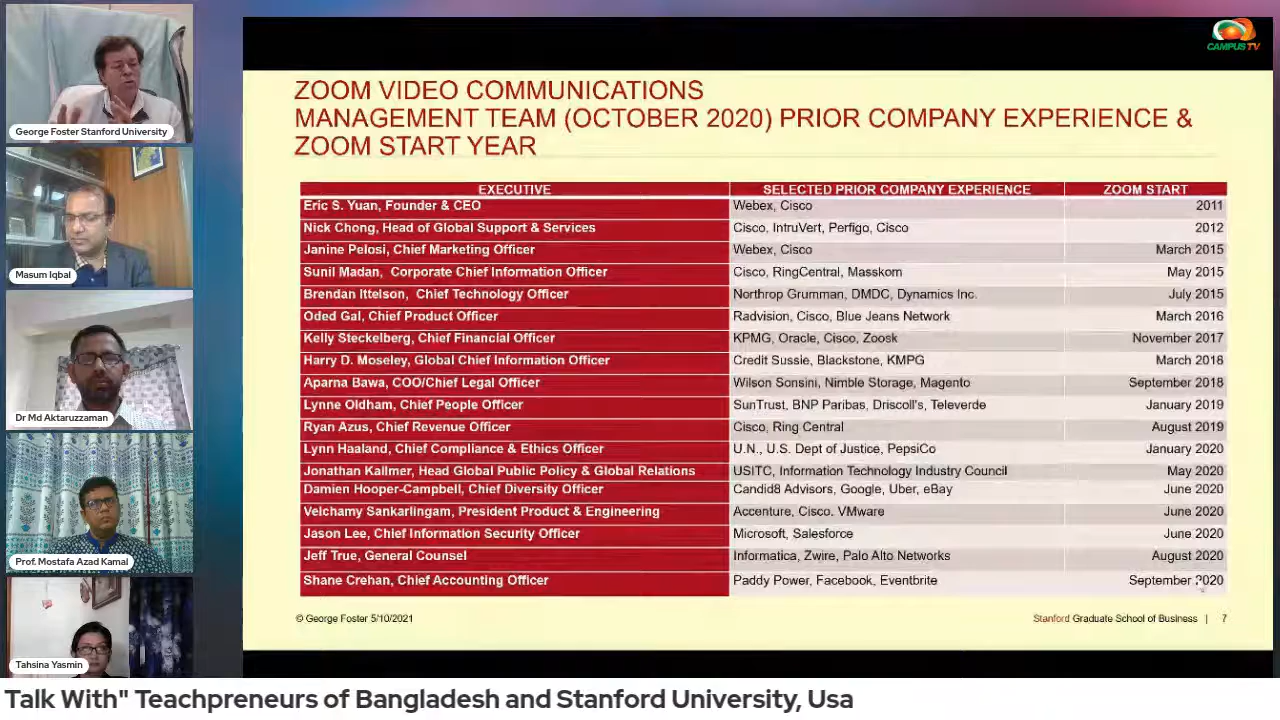 George Foster Stanford University
Masum Iqbal
Dr Md Aktaruzzaman
Prof. Mostafa Azad Kamal
Tahsina Yasmin
CAMPUS TV
ZOOM VIDEO COMMUNICATIONS
MANAGEMENT TEAM (OCTOBER 2020) PRIOR COMPANY EXPERIENCE &
ZOOM START YEAR
EXECUTIVE SELECTED PRIOR COMPANY EXPERIENCE ZOOM START
Eric S. Yuan, Founder & CEO Webex, Cisco 2011
Nick Chong, Head of Global Support & Services Cisco, IntruVert, Perfigo, Cisco 2012
Janine Pelosi, Chief Marketing Officer Webex, Cisco March 2015
Sunil Madan, Corporate Chief Information Officer Cisco, RingCentral, Masskom May 2015
Brendan Ittelson, Chief Technology Officer Northrop Grumman, DMDC, Dynamics Inc. July 2015
Oded Gal, Chief Product Officer Radvision, Cisco, Blue Jeans Network March 2016
Kelly Steckelberg, Chief Financial Officer KPMG, Oracle, Cisco, Zoosk November 2017
Harry D. Moseley, Global Chief Information Officer Credit Sussie, Blackstone, KMPG March 2018
Aparna Bawa, COO/Chief Legal Officer Wilson Sonsini, Nimble Storage, Magento September 2018
Lynne Oldham, Chief People Officer SunTrust, BNP Paribas, Driscoll's, Televerde January 2019
Ryan Azus, Chief Revenue Officer Cisco, Ring Central August 2019
Lynn Haaland, Chief Compliance & Ethics Officer U.N., U.S. Dept of Justice, PepsiCo January 2020
Jonathan Kallmer, Head Global Public Policy & Global Relations USITC, Information Technology Industry Council May 2020
Damien Hooper-Campbell, Chief Diversity Officer Candid8 Advisors, Google, Uber, eBay June 2020
Velchamy Sankarlingam, President Product & Engineering Accenture, Cisco. VMware June 2020
Jason Lee, Chief Information Security Officer Microsoft, Salesforce June 2020
Jeff True, General Counsel Informatica, Zwire, Palo Alto Networks August 2020
Shane Crehan, Chief Accounting Officer Paddy Power, Facebook, Eventbrite September 2020
© George Foster 5/10/2021 Stanford Graduate School of Business | 7
Talk With" Teachpreneurs of Bangladesh and Stanford University, Usa